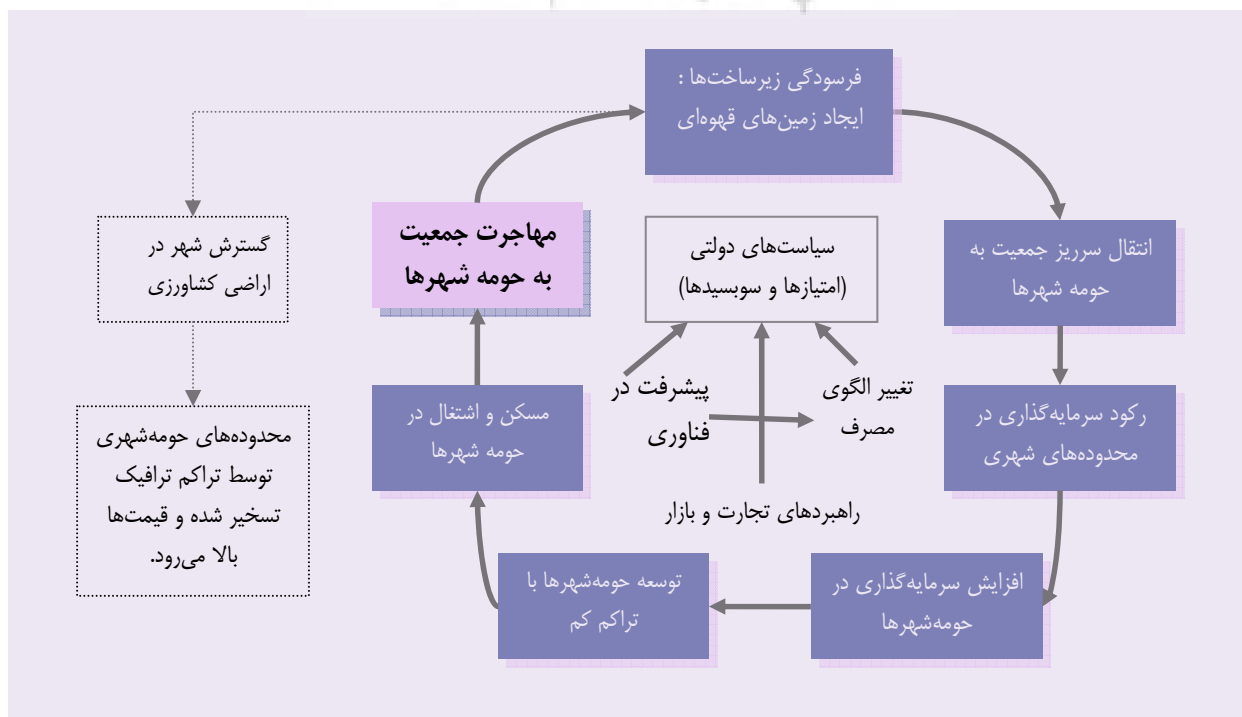 فرسودگی زیرساخت‌ها :
ایجاد زمین‌های قهوه‌ای
انتقال سرریز جمعیت به
حومه شهرها
رکود سرمایه‌گذاری در
محدوده‌های شهری
افزایش سرمایه‌گذاری در
حومه‌شهرها
توسعه حومه‌شهرها با
تراکم کم
مسکن و اشتغال در
حومه شهرها
مهاجرت جمعیت
به حومه شهرها
سیاست‌های دولتی
(امتیازها و سوبسیدها)
تغییر الگوی
مصرف
پیشرفت در
فناوری
راهبردهای تجارت و بازار
گسترش شهر در
اراضی کشاورزی
محدوده‌های حومه‌شهری
توسط تراکم ترافیک
تسخیر شده و قیمت‌ها
بالا می‌رود.